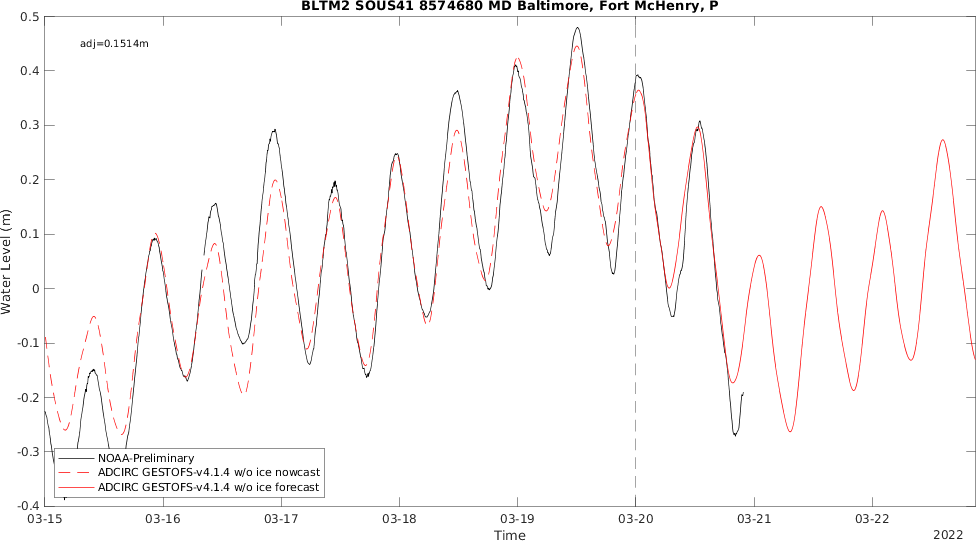 BLTM2 SOUS41 8574680 MD Baltimore, Fort McHenry, P
adj=0.1514m
0.5
0.4
0.3
0.2
0.1
0
-0.1
-0.2
-0.3
-0.4
Water Level (m)
NOAA-Preliminary
ADCIRC GESTOFS-v4.1.4 w/o ice nowcast
ADCIRC GESTOFS-v4.1.4 w/o ice forecast
03-15 03-16 03-17 03-18 03-19 03-20 03-21 03-22
Time
2022